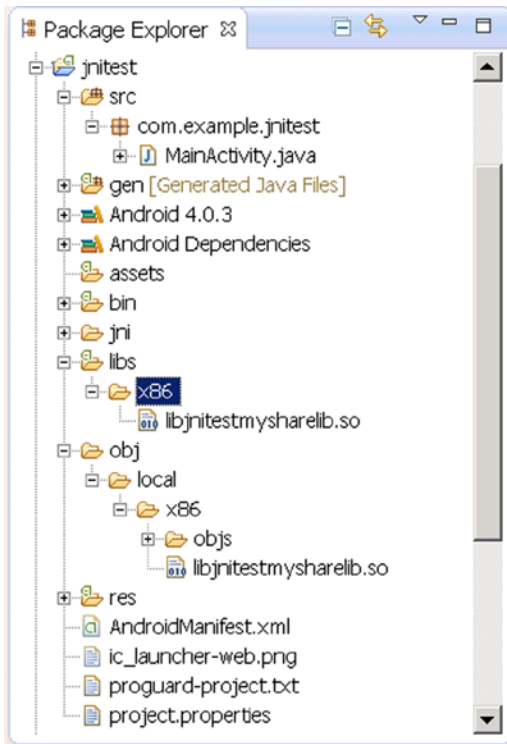 Package Explorer
jnitest
src
com.example.jnitest
MainActivity.java
gen [Generated Java Files]
Android 4.0.3
Android Dependencies
assets
bin
jni
libs
x86
libjnitestmysharelib.so
obj
local
x86
objs
libjnitestmysharelib.so
res
AndroidManifest.xml
ic_launcher-web.png
proguard-project.txt
project.properties